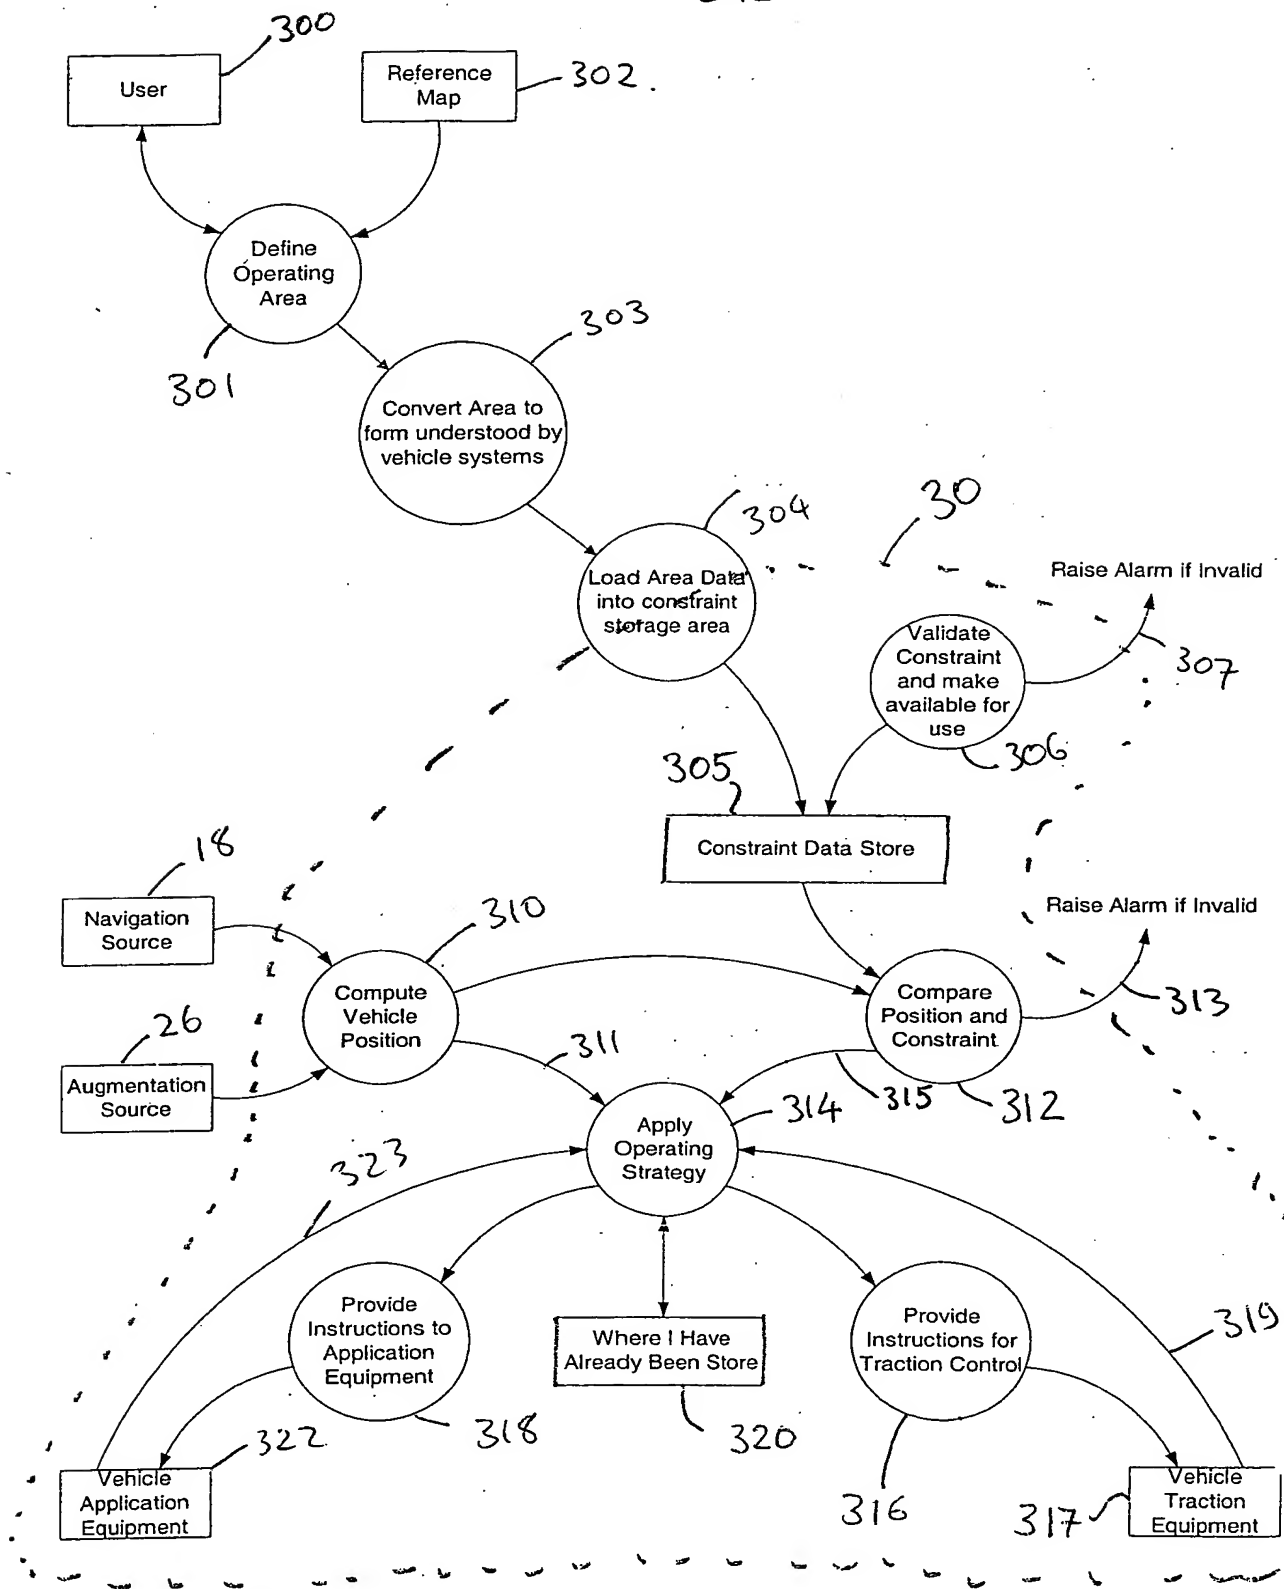 300
User
Reference
Map
302.
Define
Operating
Area
301
303
Convert Area to
form understood by
vehicle systems
304
30
Load Area Data
into constraint
storage area
Raise Alarm if Invalid
Validate
Constraint
and make
available for
use
307
306
305
Constraint Data Store
18
Navigation
Source
310
Raise Alarm if Invalid
Compute
Vehicle
Position
Compare
Position and
Constraint
313
26
Augmentation
Source
311
315
312
314
Apply
Operating
Strategy
323
Provide
Instructions to
Application
Equipment
Where I Have
Already Been Store
Provide
Instructions for
Traction Control
319
322
318
320
316
317
Vehicle
Application
Equipment
Vehicle
Traction
Equipment